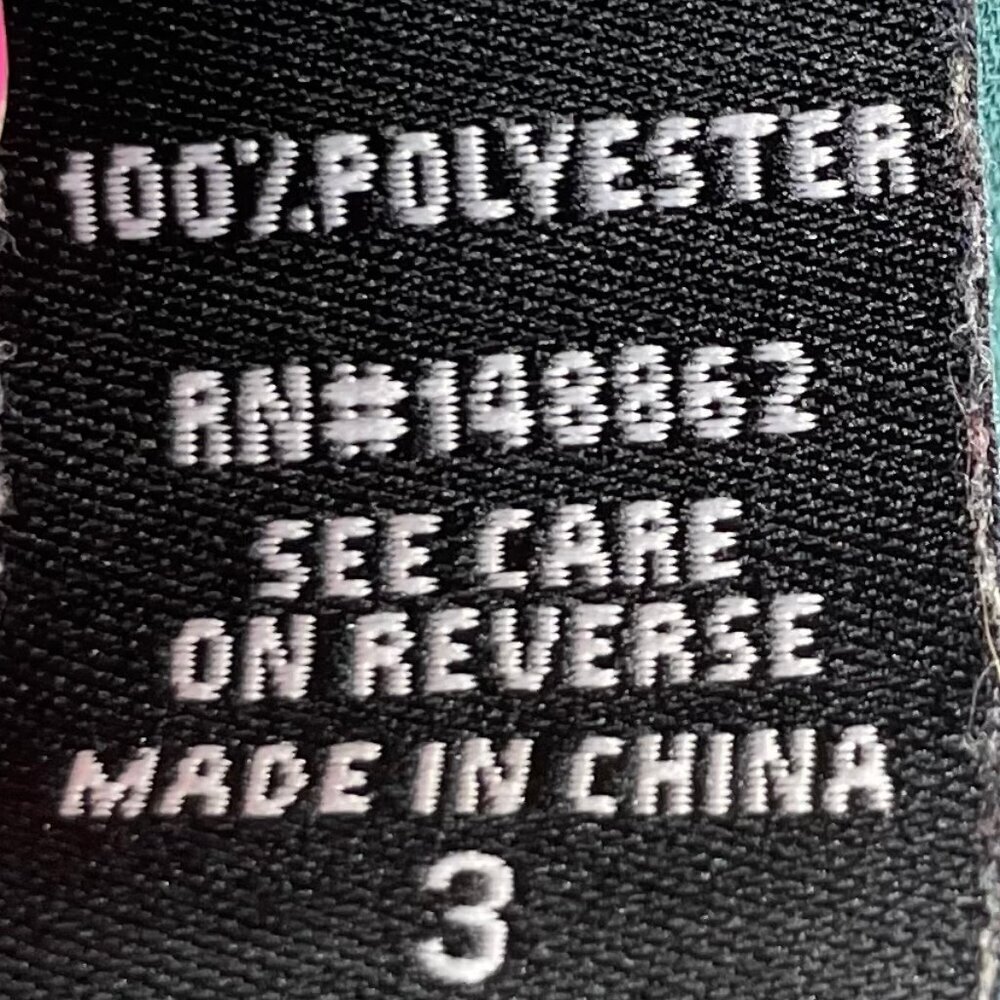 100% POLYESTER
RN#148862
SEE CARE
ON REVERSE
MADE IN CHINA
3